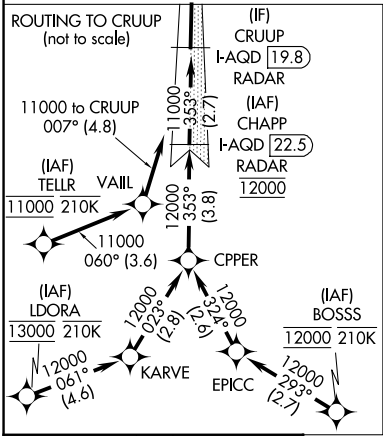 ROUTING TO CRUUP
(not to scale)
(IF)
CRUUP
I-AQD 19.8
RADAR
11000
353°
(2.7)
11000 to CRUUP
007° (4.8)
(IAF)
CHAPP
I-AQD 22.5
RADAR
12000
(IAF)
TELLR
11000 210K
VAIIL
11000
060° (3.6)
12000
353°
(3.8)
CPPER
(IAF)
LDORA
13000 210K
12000
023°
(2.8)
12000
324°
(2.6)
(IAF)
BOSSS
12000 210K
12000
061°
(4.6)
KARVE
EPICC
12000
293°
(2.7)